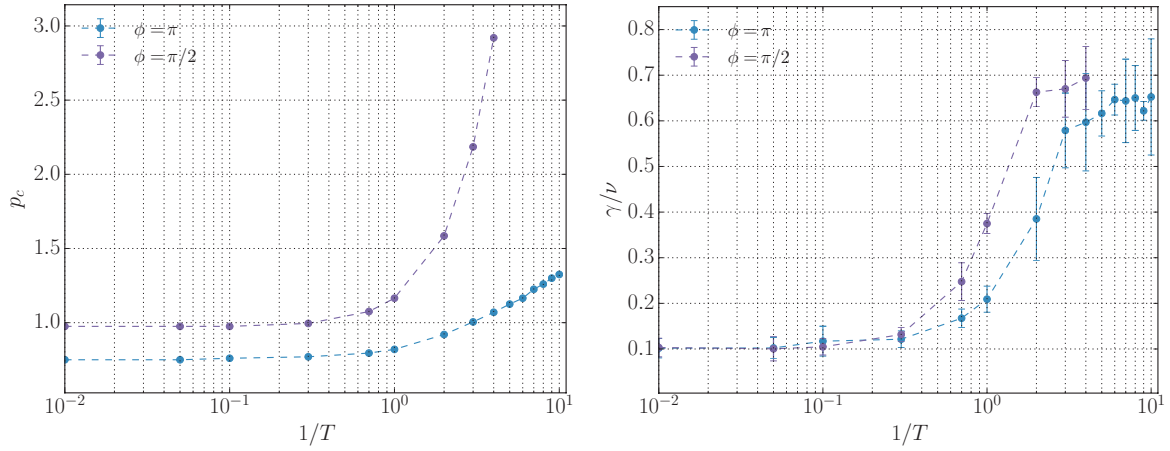 3.0
2.5
2.0
1.5
1.0
p_c
10^{-2}
10^{-1}
10^{0}
10^{1}
1/T
ϕ = π
ϕ = π/2
0.8
0.7
0.6
0.5
0.4
0.3
0.2
0.1
γ/ν
10^{-2}
10^{-1}
10^{0}
10^{1}
1/T
ϕ = π
ϕ = π/2